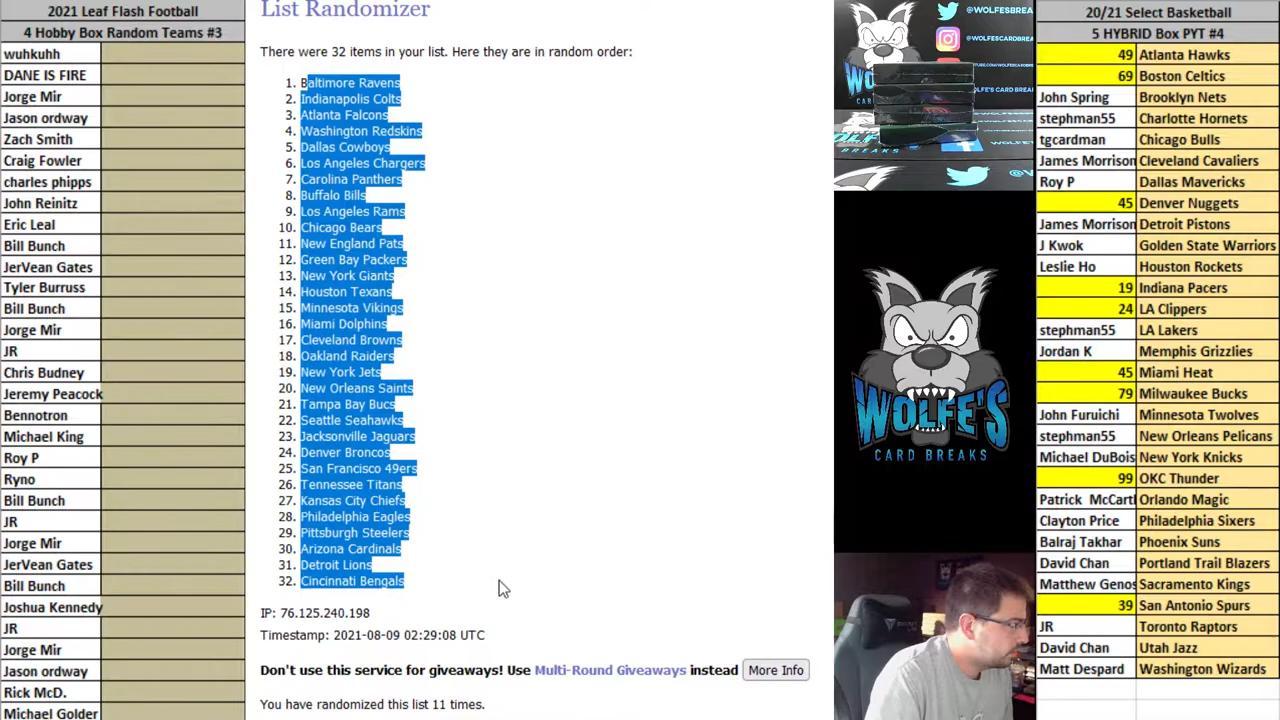 2021 Leaf Flash Football
4 Hobby Box Random Teams #3
wuhkuhh
DANE IS FIRE
Jorge Mir
Jason ordway
Zach Smith
Craig Fowler
charles phipps
John Reinitz
Eric Leal
Bill Bunch
JerVean Gates
Tyler Burruss
Bill Bunch
Jorge Mir
JR
Chris Budney
Jeremy Peacock
Bennotron
Michael King
Roy P
Ryno
Bill Bunch
JR
Jorge Mir
JerVean Gates
Bill Bunch
Joshua Kennedy
JR
Jorge Mir
Jason ordway
Rick McD.
Michael Golder
List Randomizer
There were 32 items in your list. Here they are in random order:
1. Baltimore Ravens
2. Indianapolis Colts
3. Atlanta Falcons
4. Washington Redskins
5. Dallas Cowboys
6. Los Angeles Chargers
7. Carolina Panthers
8. Buffalo Bills
9. Los Angeles Rams
10. Chicago Bears
11. New England Pats
12. Green Bay Packers
13. New York Giants
14. Houston Texans
15. Minnesota Vikings
16. Miami Dolphins
17. Cleveland Browns
18. Oakland Raiders
19. New York Jets
20. New Orleans Saints
21. Tampa Bay Bucs
22. Seattle Seahawks
23. Jacksonville Jaguars
24. Denver Broncos
25. San Francisco 49ers
26. Tennessee Titans
27. Kansas City Chiefs
28. Philadelphia Eagles
29. Pittsburgh Steelers
30. Arizona Cardinals
31. Detroit Lions
32. Cincinnati Bengals
IP: 76.125.240.198
Timestamp: 2021-08-09 02:29:08 UTC
Don't use this service for giveaways! Use Multi-Round Giveaways instead More Info
You have randomized this list 11 times.
@WOLFESBREA
@WOLFESCARDBREA
WOLFE'S CARD BREAKS
BREAKS
WOLFE'S
CARD BREAKS
20/21 Select Basketball
5 HYBRID Box PYT #4
49 Atlanta Hawks
69 Boston Celtics
John Spring Brooklyn Nets
stephman55 Charlotte Hornets
tgcardman Chicago Bulls
James Morrison Cleveland Cavaliers
Roy P Dallas Mavericks
45 Denver Nuggets
James Morrison Detroit Pistons
J Kwok Golden State Warriors
Leslie Ho Houston Rockets
19 Indiana Pacers
24 LA Clippers
stephman55 LA Lakers
Jordan K Memphis Grizzlies
45 Miami Heat
79 Milwaukee Bucks
John Furuichi Minnesota Twolves
stephman55 New Orleans Pelicans
Michael DuBois New York Knicks
99 OKC Thunder
Patrick McCart Orlando Magic
Clayton Price Philadelphia Sixers
Balraj Takhar Phoenix Suns
David Chan Portland Trail Blazers
Matthew Genos Sacramento Kings
39 San Antonio Spurs
JR Toronto Raptors
David Chan Utah Jazz
Matt Despard Washington Wizards